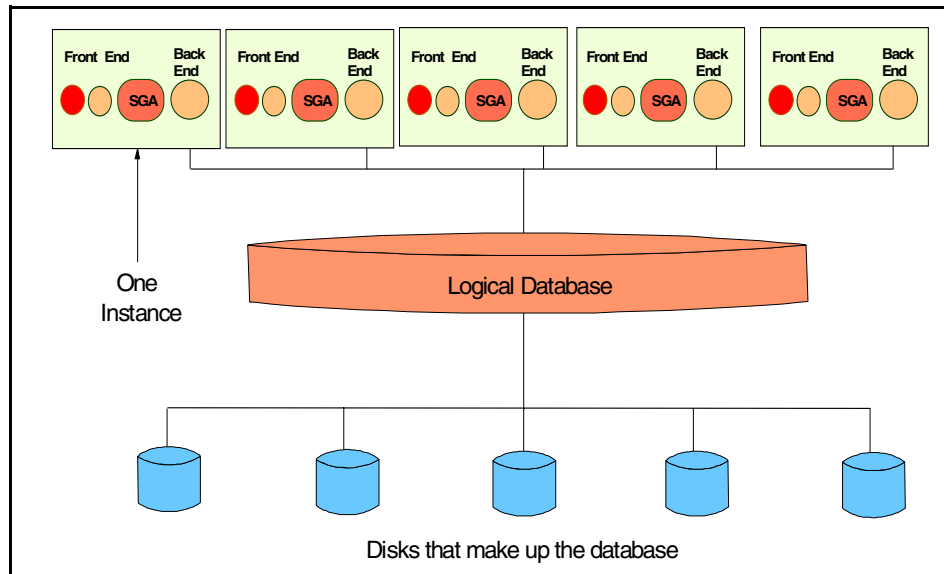 Front End Back End
SGA
Front End Back End
SGA
Front End Back End
SGA
Front End Back End
SGA
Front End Back End
SGA
One
Instance
Logical Database
Disks that make up the database